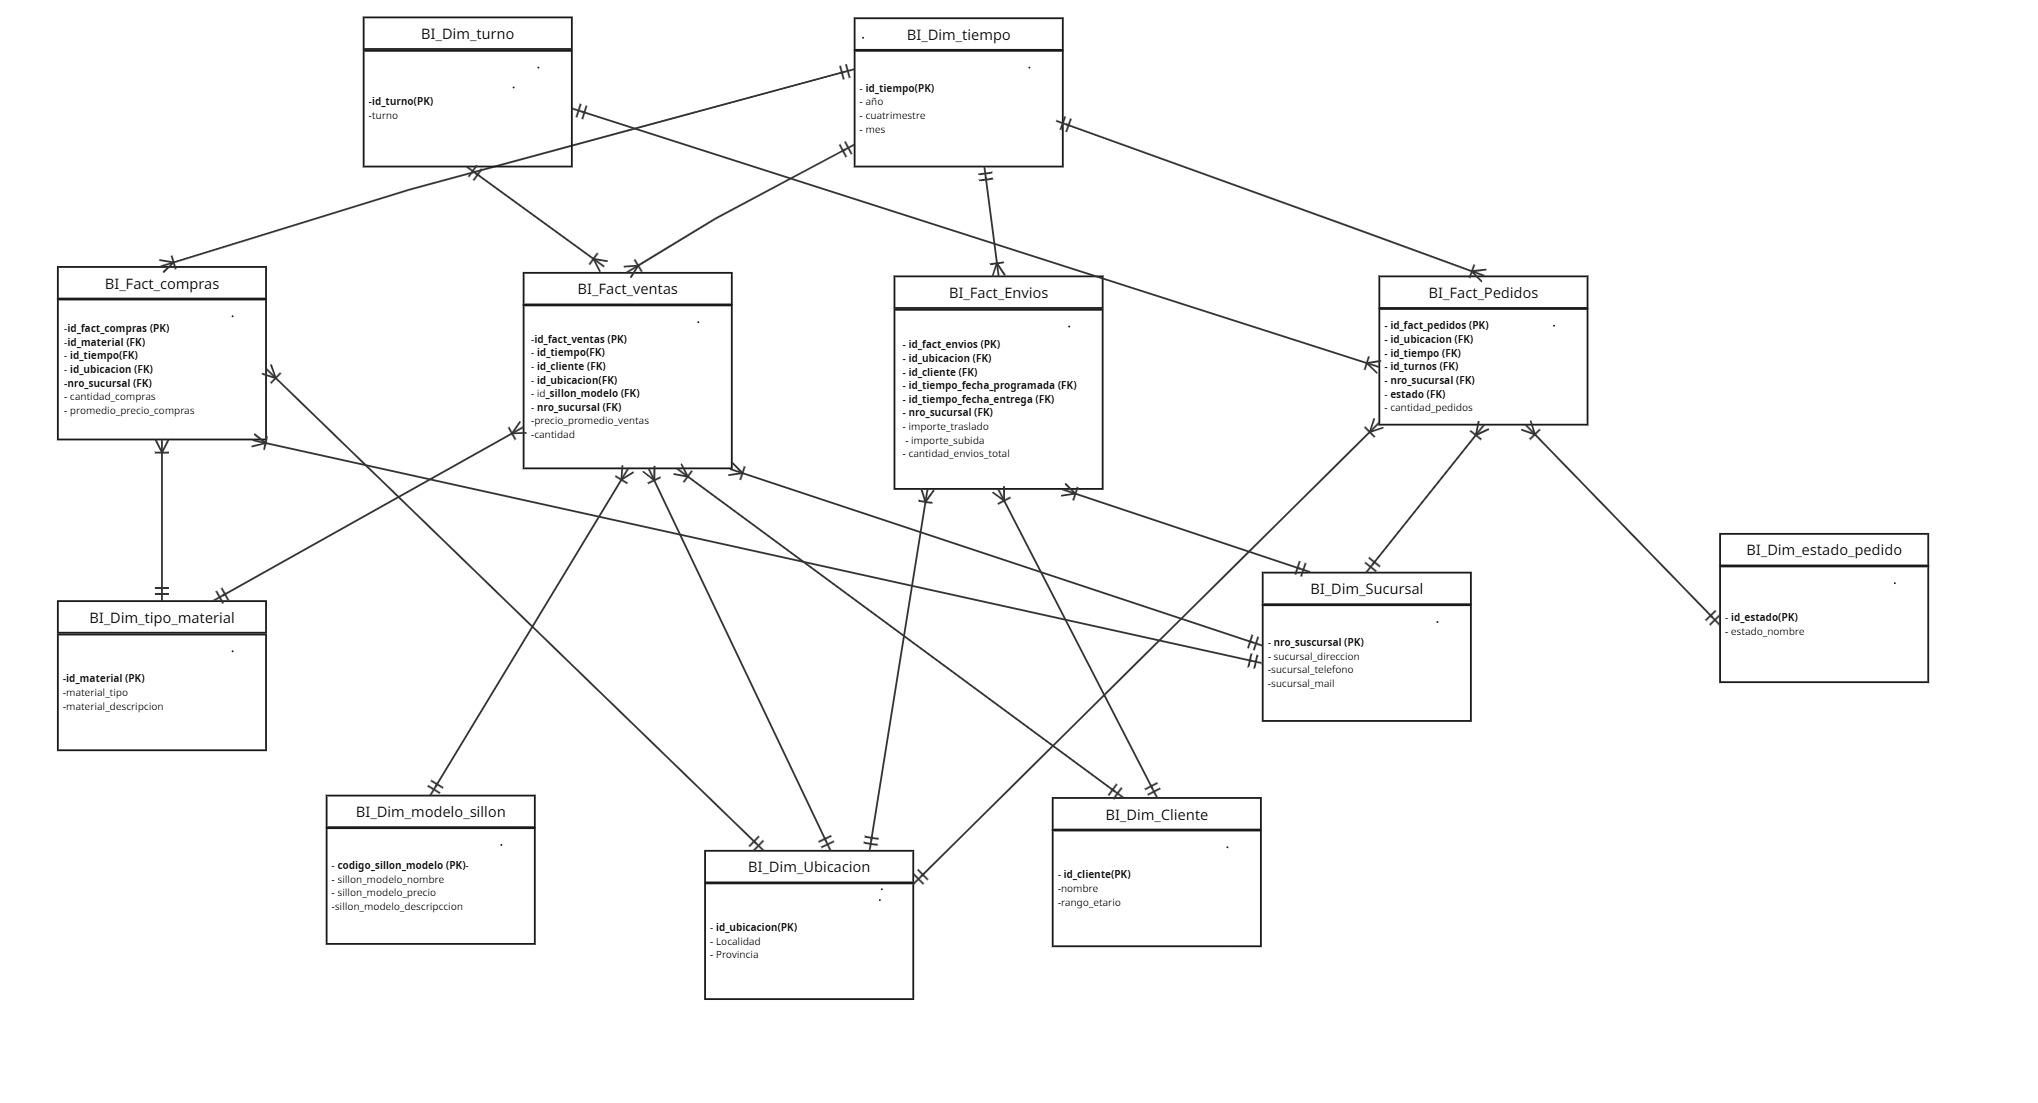 BI_Dim_turno
-id_turno(PK)
-turno
BI_Dim_tiempo
- id_tiempo(PK)
- año
- cuatrimestre
- mes
BI_Fact_compras
-id_fact_compras (PK)
-id_material (FK)
- id_tiempo(FK)
- id_ubicacion (FK)
-nro_sucursal (FK)
- cantidad_compras
- promedio_precio_compras
BI_Fact_ventas
-id_fact_ventas (PK)
- id_tiempo(FK)
- id_cliente (FK)
- id_ubicacion(FK)
- id_sillon_modelo (FK)
- nro_sucursal (FK)
-precio_promedio_ventas
-cantidad
BI_Fact_Envios
- id_fact_envios (PK)
- id_ubicacion (FK)
- id_cliente (FK)
- id_tiempo_fecha_programada (FK)
- id_tiempo_fecha_entrega (FK)
- nro_sucursal (FK)
- importe_traslado
- importe_subida
- cantidad_envios_total
BI_Fact_Pedidos
- id_fact_pedidos (PK)
- id_ubicacion (FK)
- id_tiempo (FK)
- id_turnos (FK)
- nro_sucursal (FK)
- estado (FK)
- cantidad_pedidos
BI_Dim_tipo_material
-id_material (PK)
-material_tipo
-material_descripcion
BI_Dim_Sucursal
- nro_suscursal (PK)
- sucursal_direccion
-sucursal_telefono
-sucursal_mail
BI_Dim_estado_pedido
- id_estado(PK)
- estado_nombre
BI_Dim_modelo_sillon
- codigo_sillon_modelo (PK)-
- sillon_modelo_nombre
- sillon_modelo_precio
-sillon_modelo_descripccion
BI_Dim_Ubicacion
- id_ubicacion(PK)
- Localidad
- Provincia
BI_Dim_Cliente
- id_cliente(PK)
-nombre
-rango_etario